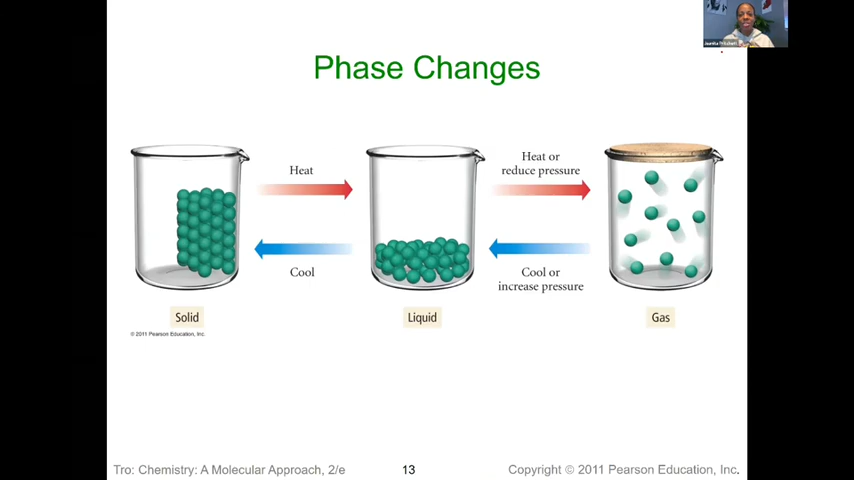 Phase Changes
Heat
Heat or
reduce pressure
Cool
Cool or
increase pressure
Solid
Liquid
Gas
© 2011 Pearson Education, Inc.
Tro: Chemistry: A Molecular Approach, 2/e
13
Copyright © 2011 Pearson Education, Inc.